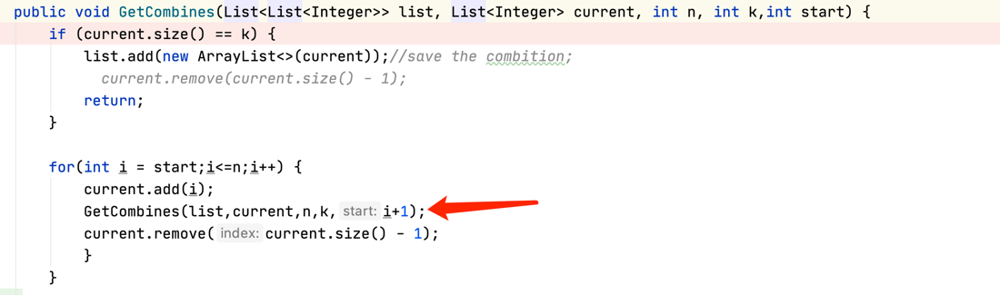 public void GetCombines(List<List<Integer>> list, List<Integer> current, int n, int k,int start) {
    if (current.size() == k) {
        list.add(new ArrayList<>(current));//save the combition;
          current.remove(current.size() - 1);
        return;
    }
    for(int i = start;i<=n;i++) {
        current.add(i);
        GetCombines(list,current,n,k, start: i+1);
        current.remove( index: current.size() - 1);
        }
    }